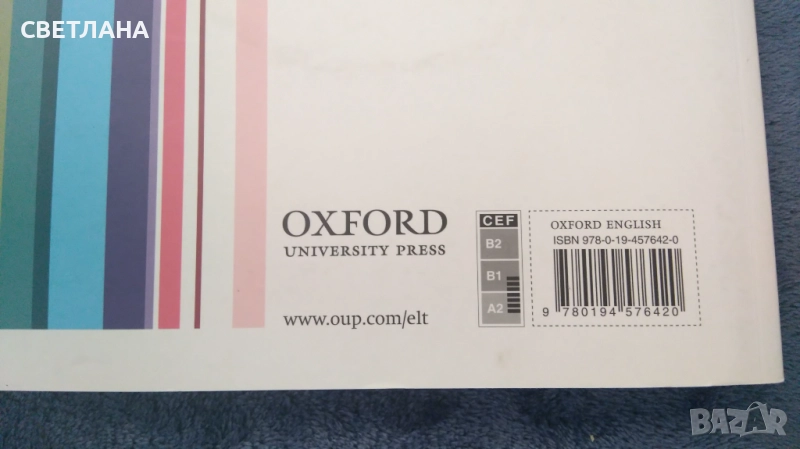 СВЕТЛАНА
OXFORD
UNIVERSITY PRESS
www.oup.com/elt
CEF
B2
B1
A2
OXFORD ENGLISH
ISBN 978-0-19-457642-0
9 780194 576420
BAZAR